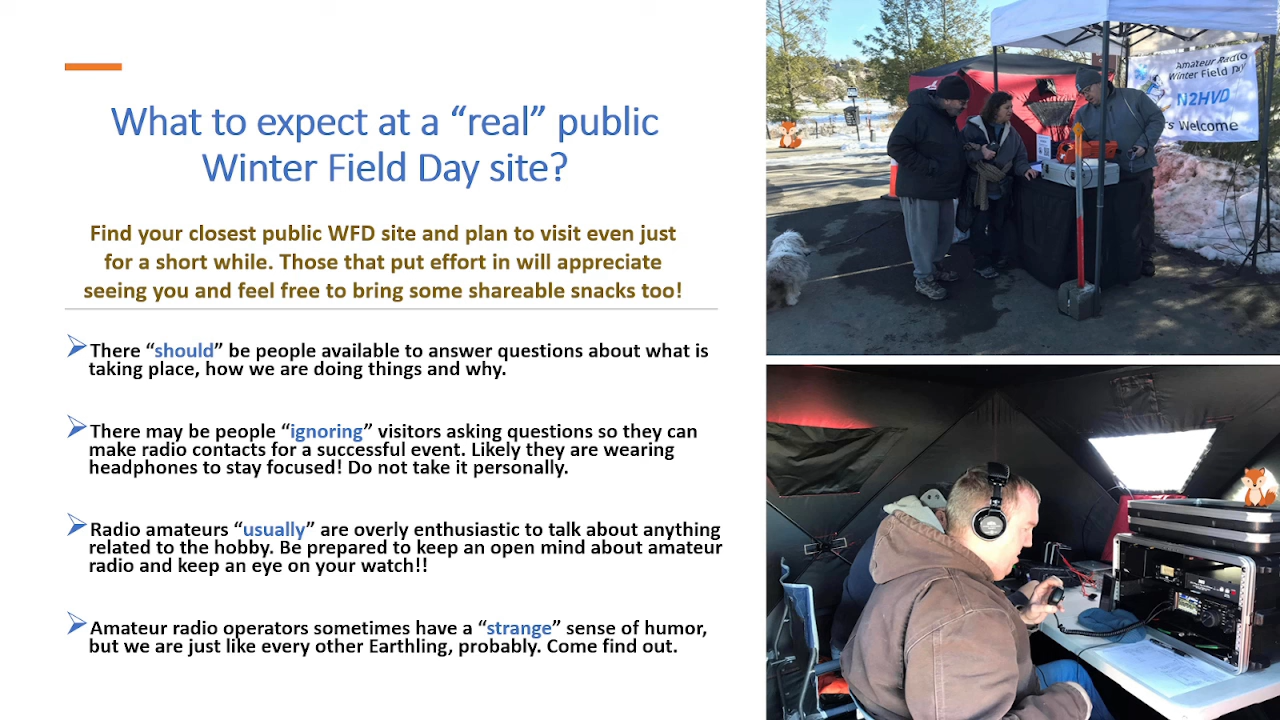 What to expect at a “real” public
Winter Field Day site?
Find your closest public WFD site and plan to visit even just
for a short while. Those that put effort in will appreciate
seeing you and feel free to bring some shareable snacks too!
There “should” be people available to answer questions about what is
taking place, how we are doing things and why.
There may be people “ignoring” visitors asking questions so they can
make radio contacts for a successful event. Likely they are wearing
headphones to stay focused! Do not take it personally.
Radio amateurs “usually” are overly enthusiastic to talk about anything
related to the hobby. Be prepared to keep an open mind about amateur
radio and keep an eye on your watch!!
Amateur radio operators sometimes have a “strange” sense of humor,
but we are just like every other Earthling, probably. Come find out.
Amateur Radio
Winter Field Day
N2HVD
Welcome